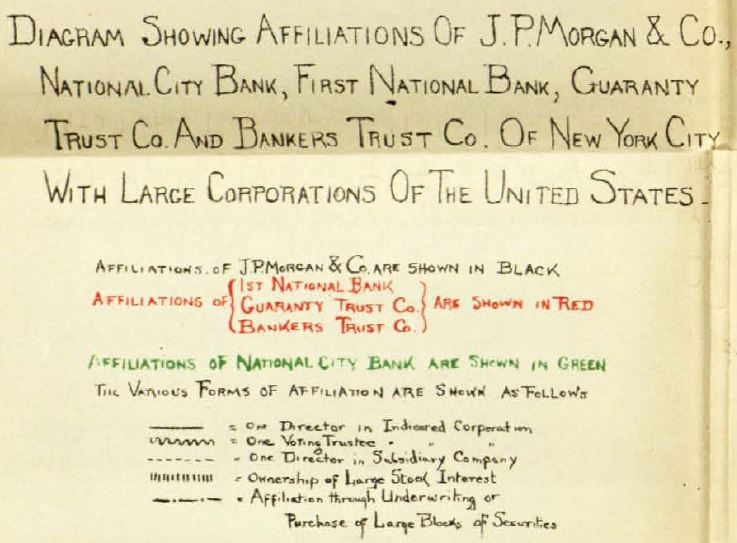 DIAGRAM SHOWING AFFILIATIONS OF J.P. MORGAN & CO.,
NATIONAL CITY BANK, FIRST NATIONAL BANK, GUARANTY
TRUST CO. AND BANKERS TRUST CO. OF NEW YORK CITY
WITH LARGE CORPORATIONS OF THE UNITED STATES.
AFFILIATIONS OF J.P. MORGAN & CO. ARE SHOWN IN BLACK
1ST NATIONAL BANK
AFFILIATIONS OF GUARANTY TRUST CO. ARE SHOWN IN RED
BANKERS TRUST CO.
AFFILIATIONS OF NATIONAL CITY BANK ARE SHOWN IN GREEN
THE VARIOUS FORMS OF AFFILIATION ARE SHOWN AS FOLLOWS
= One Director in Indicated Corporation
= One Voting Trustee " " "
= One Director in Subsidiary Company
= Ownership of Large Stock Interest
= Affiliation through Underwriting or
Purchase of Large Blocks of Securities